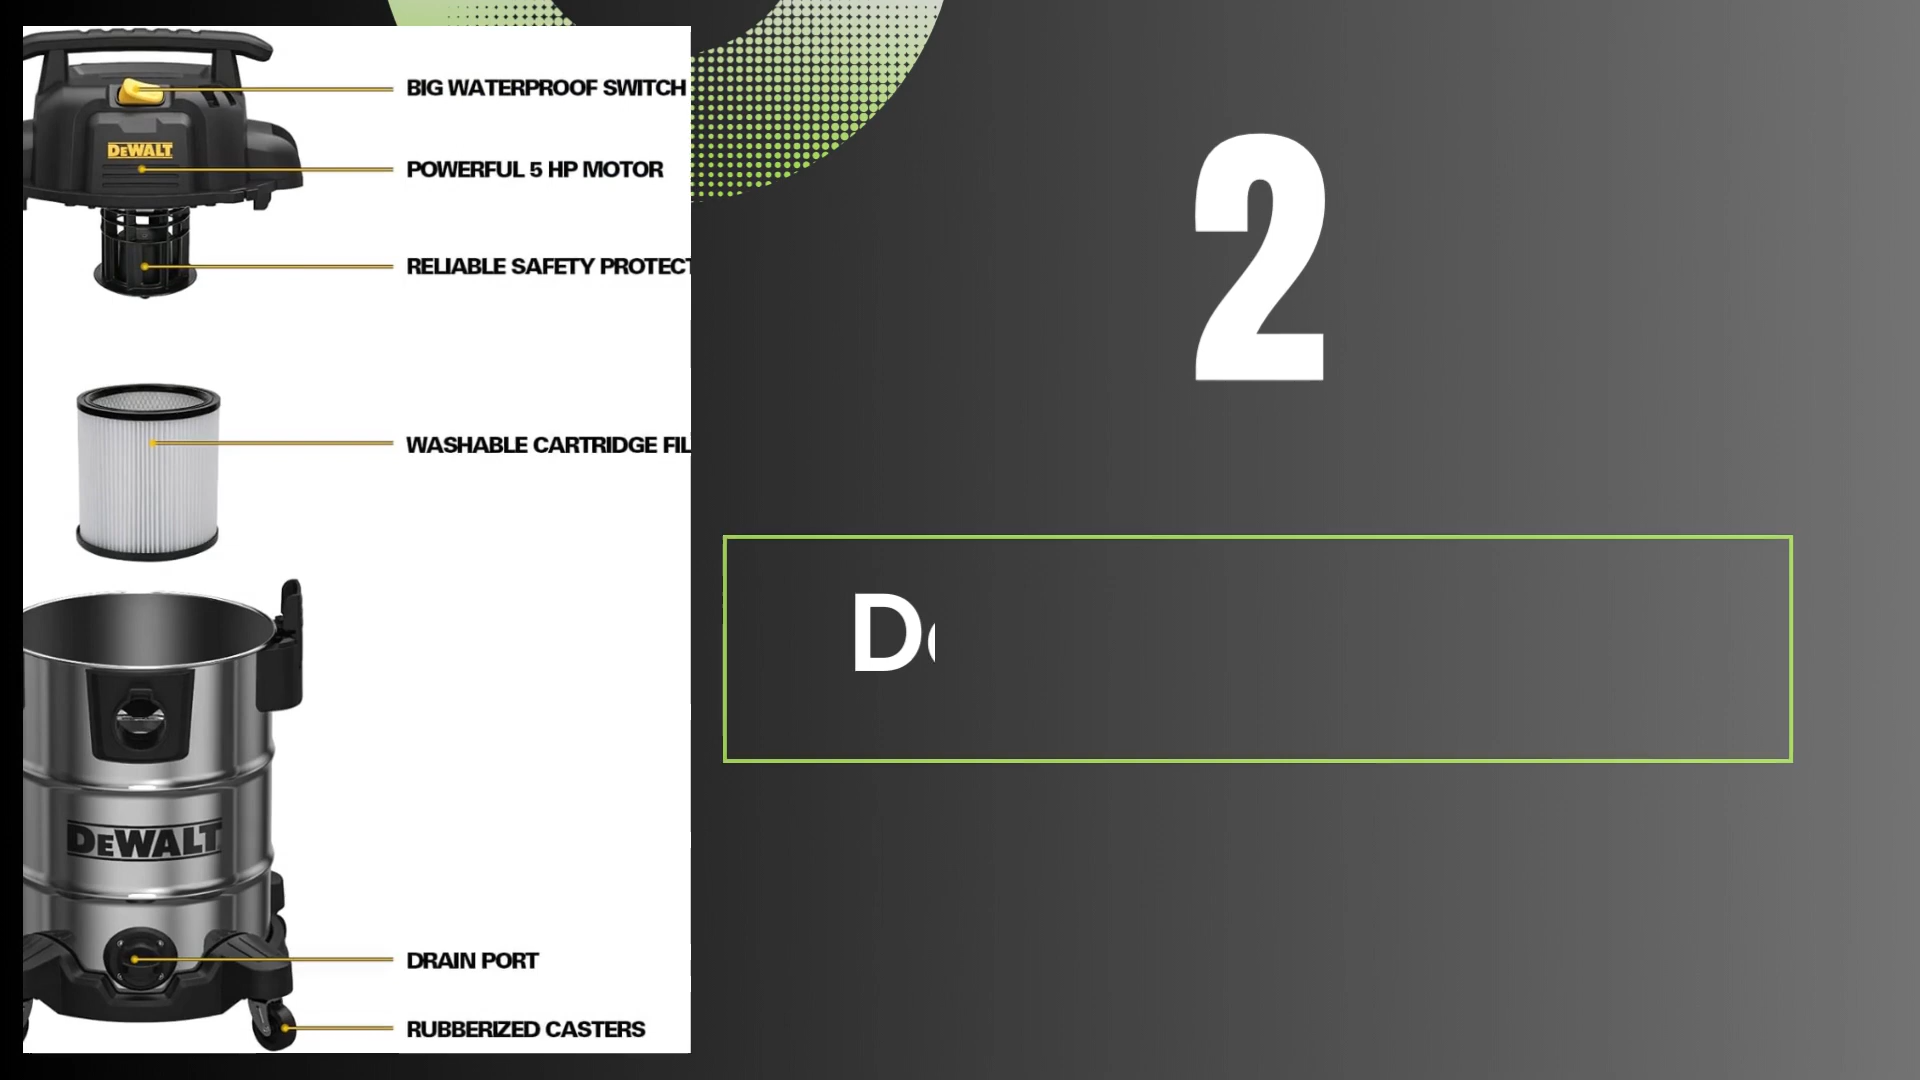 BIG WATERPROOF SWITCH
DEWALT
POWERFUL 5 HP MOTOR
RELIABLE SAFETY PROTECT
WASHABLE CARTRIDGE FIL
DEWALT
DRAIN PORT
RUBBERIZED CASTERS
2
De